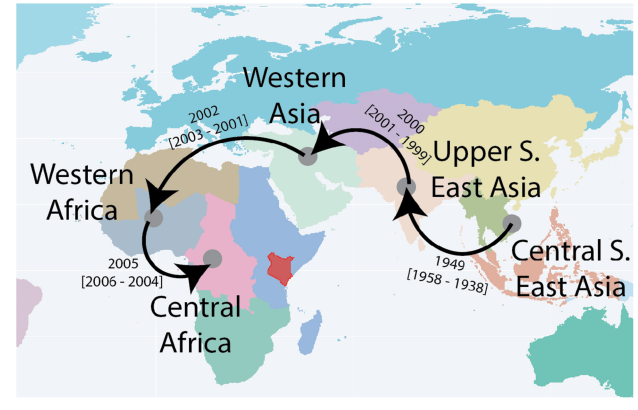 Western
Asia
2002
[2003 - 2001]
2000
[2001 - 1999]
Upper S.
East Asia
Western
Africa
Central S.
East Asia
1949
[1958 - 1938]
2005
[2006 - 2004]
Central
Africa